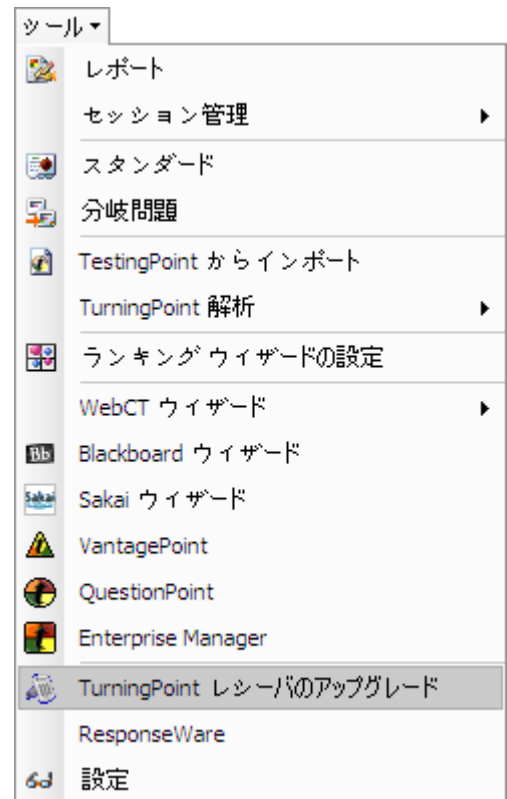 ツール
レポート
セッション管理
スタンダード
分岐問題
TestingPoint からインポート
TurningPoint 解析
ランキング ウィザードの設定
WebCT ウィザード
Bb Blackboard ウィザード
Sakai Sakai ウィザード
VantagePoint
QuestionPoint
Enterprise Manager
TurningPoint レシーバのアップグレード
ResponseWare
設定